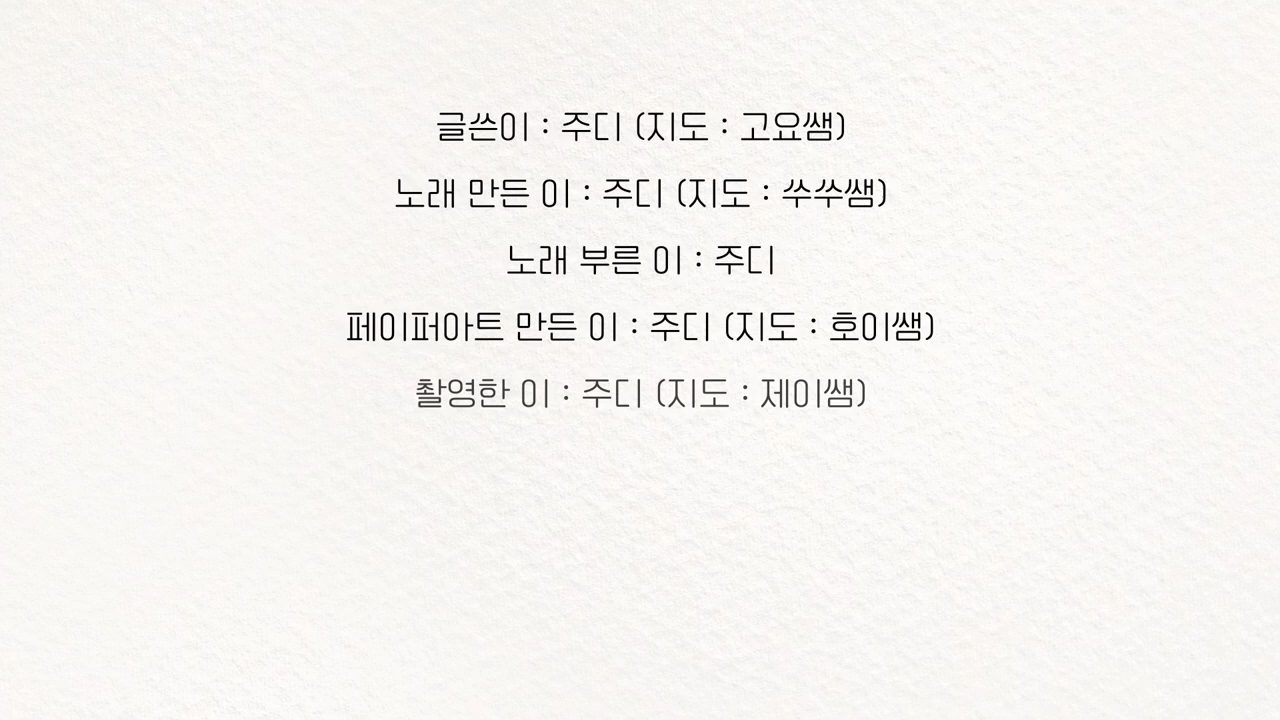 글쓴이 : 주디 (지도 : 고요쌤)
노래 만든 이 : 주디 (지도 : 쑤쑤쌤)
노래 부른 이 : 주디
페이퍼아트 만든 이 : 주디 (지도 : 호이쌤)
촬영한 이 : 주디 (지도 : 제이쌤)